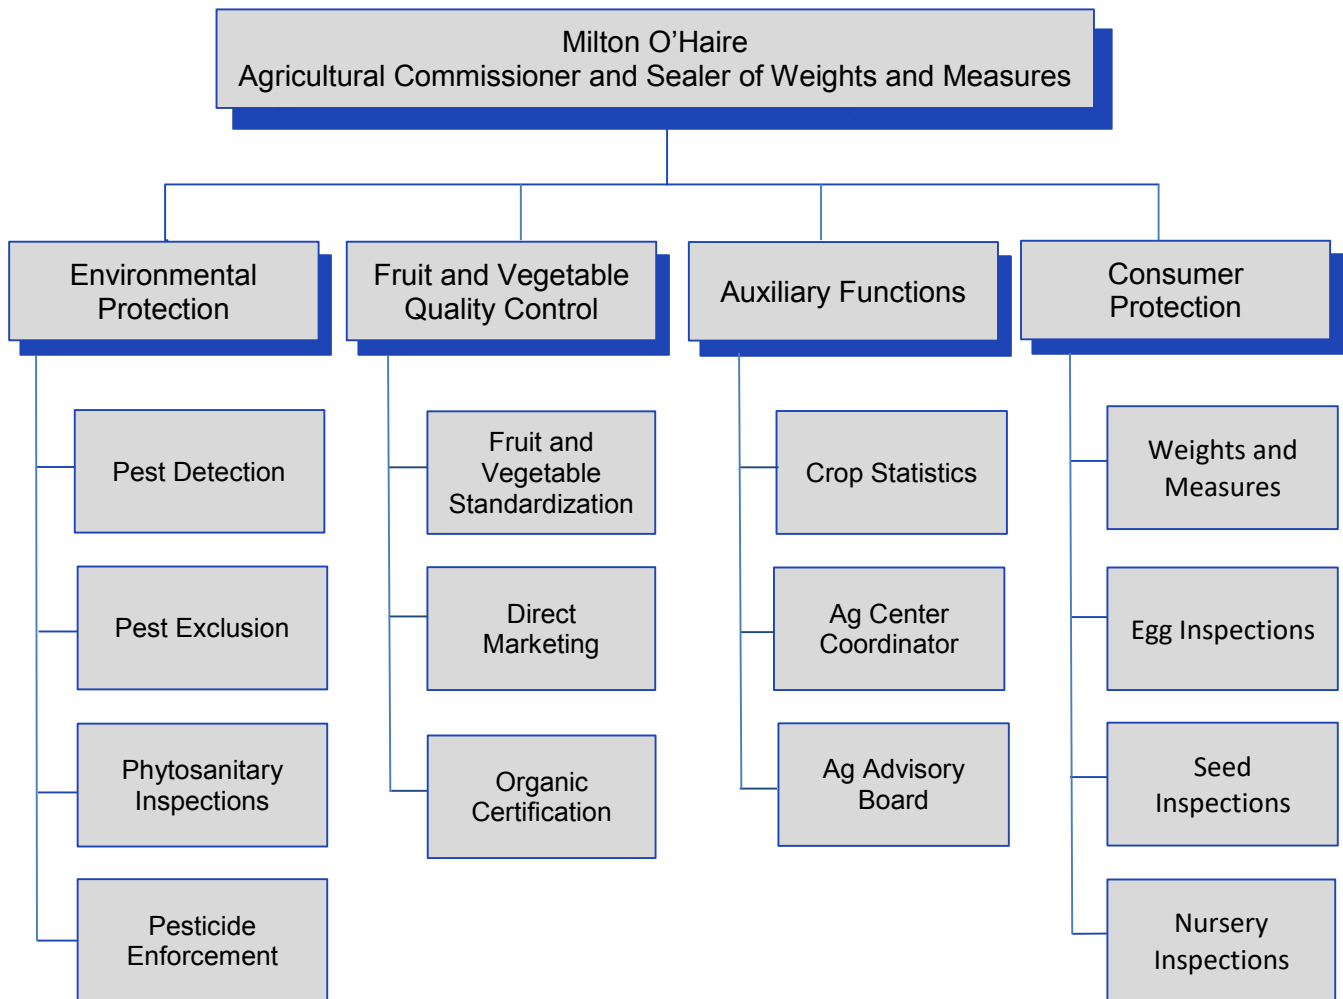 Milton O’Haire
Agricultural Commissioner and Sealer of Weights and Measures
Environmental
Protection
Fruit and Vegetable
Quality Control
Auxiliary Functions
Consumer
Protection
Pest Detection
Pest Exclusion
Phytosanitary
Inspections
Pesticide
Enforcement
Fruit and
Vegetable
Standardization
Direct
Marketing
Organic
Certification
Crop Statistics
Ag Center
Coordinator
Ag Advisory
Board
Weights and
Measures
Egg Inspections
Seed
Inspections
Nursery
Inspections